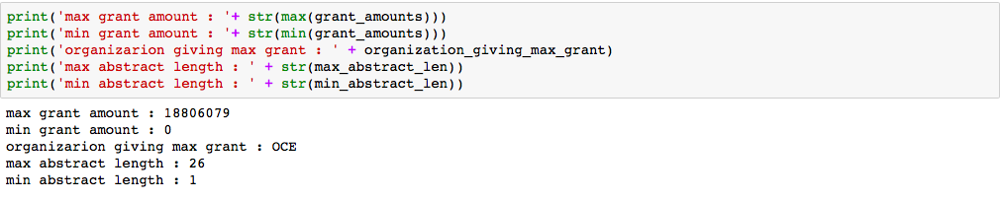 print('max grant amount : '+ str(max(grant_amounts)))
print('min grant amount : '+ str(min(grant_amounts)))
print('organizarion giving max grant : ' + organization_giving_max_grant)
print('max abstract length : ' + str(max_abstract_len))
print('min abstract length : ' + str(min_abstract_len))
max grant amount : 18806079
min grant amount : 0
organizarion giving max grant : OCE
max abstract length : 26
min abstract length : 1